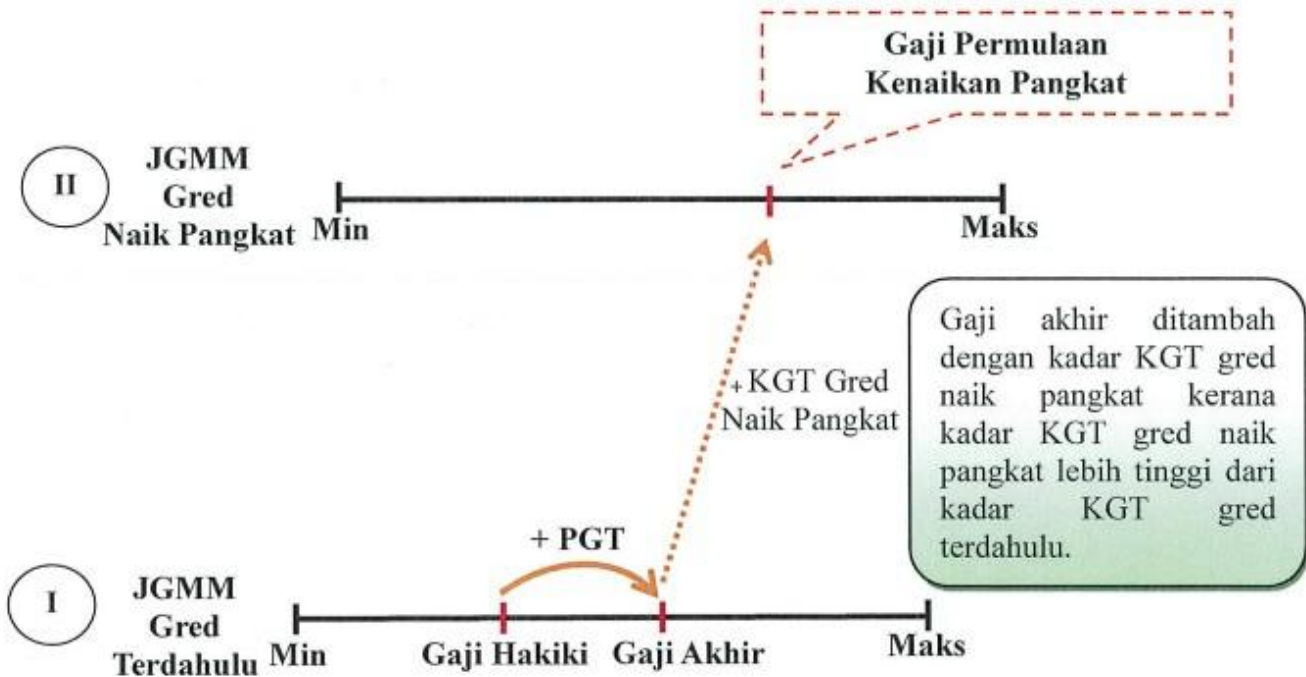 Gaji Permulaan
Kenaikan Pangkat
II
JGMM
Gred
Naik Pangkat
Min
Maks
+ KGT Gred
Naik Pangkat
Gaji akhir ditambah
dengan kadar KGT gred
naik pangkat kerana
kadar KGT gred naik
pangkat lebih tinggi dari
kadar KGT gred
terdahulu.
+ PGT
I
JGMM
Gred
Terdahulu
Min
Gaji Hakiki
Gaji Akhir
Maks